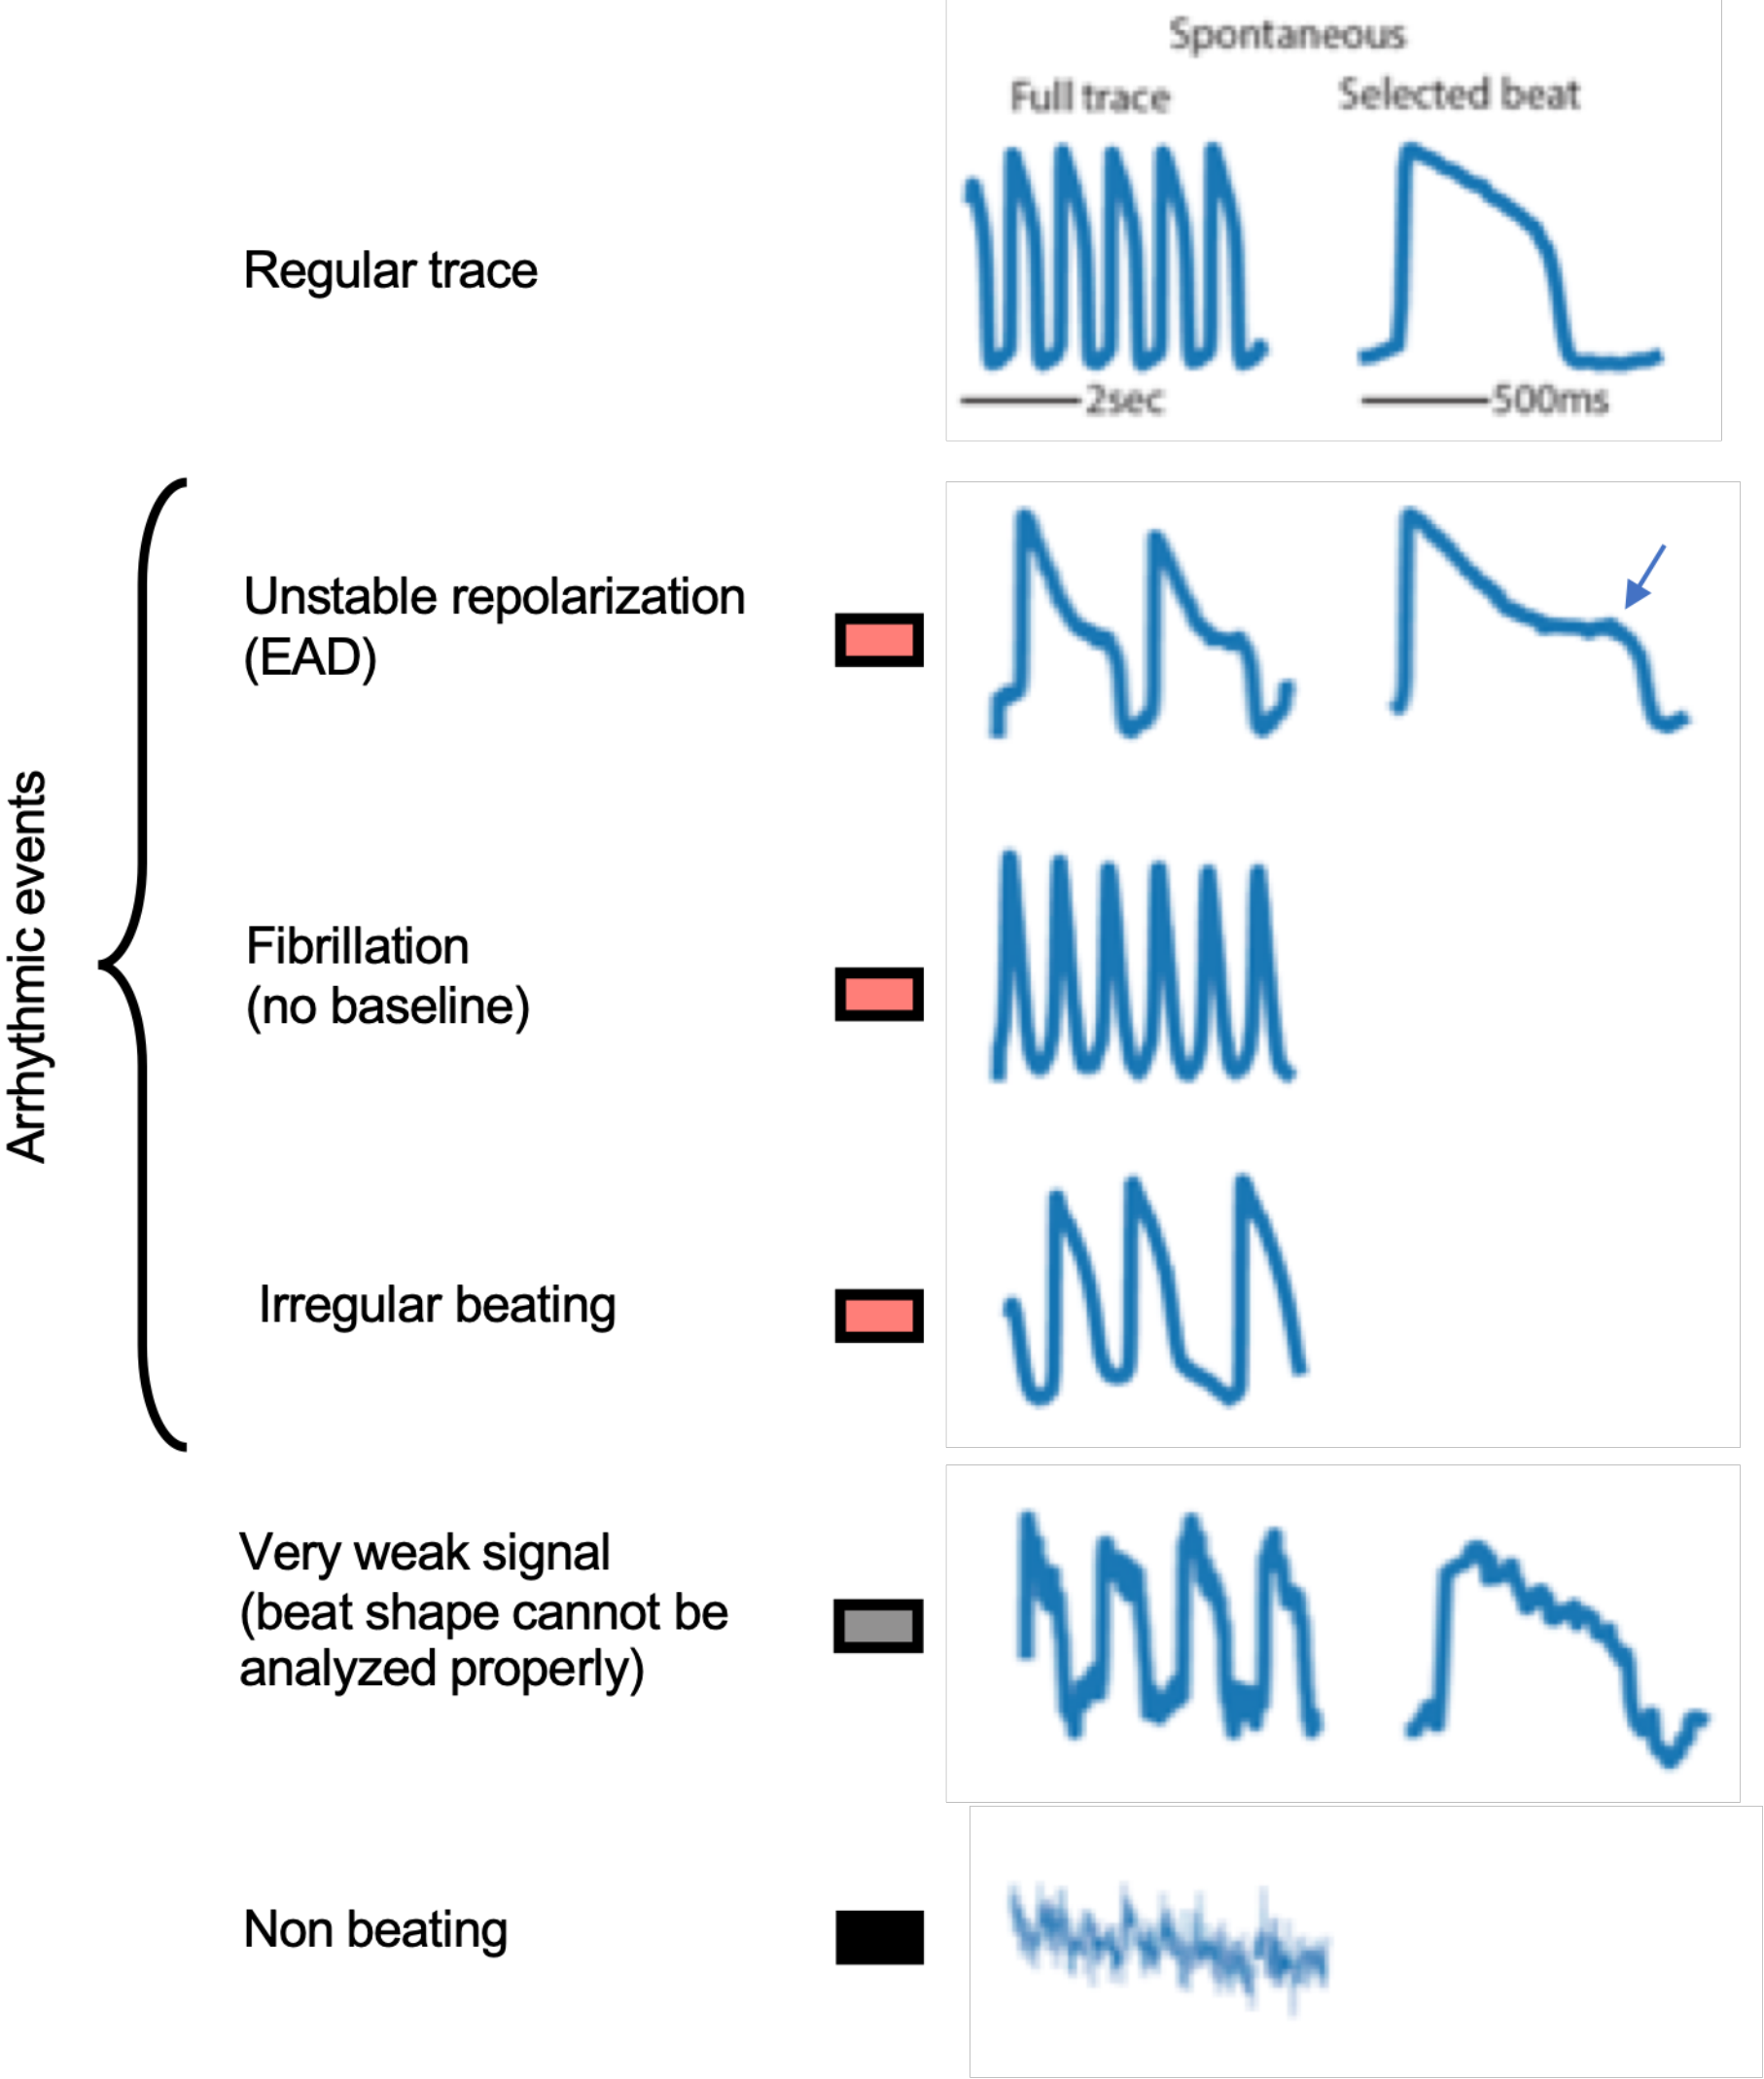 Spontaneous
Full trace
Selected beat
Regular trace
2sec
500ms
Arrhythmic events
Unstable repolarization
(EAD)
Fibrillation
(no baseline)
Irregular beating
Very weak signal
(beat shape cannot be
analyzed properly)
Non beating